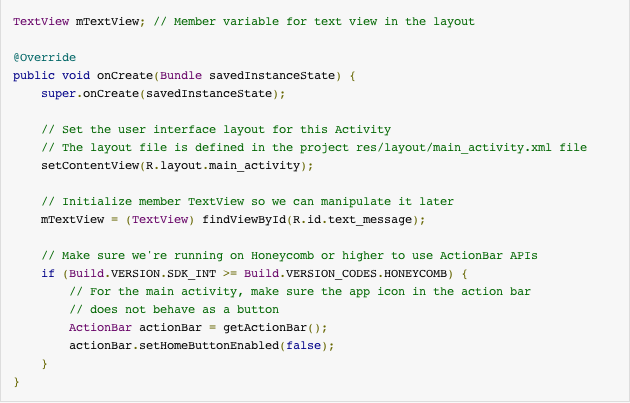 TextView mTextView; // Member variable for text view in the layout

@Override
public void onCreate(Bundle savedInstanceState) {
    super.onCreate(savedInstanceState);

    // Set the user interface layout for this Activity
    // The layout file is defined in the project res/layout/main_activity.xml file
    setContentView(R.layout.main_activity);

    // Initialize member TextView so we can manipulate it later
    mTextView = (TextView) findViewById(R.id.text_message);

    // Make sure we're running on Honeycomb or higher to use ActionBar APIs
    if (Build.VERSION.SDK_INT >= Build.VERSION_CODES.HONEYCOMB) {
        // For the main activity, make sure the app icon in the action bar
        // does not behave as a button
        ActionBar actionBar = getActionBar();
        actionBar.setHomeButtonEnabled(false);
    }
}